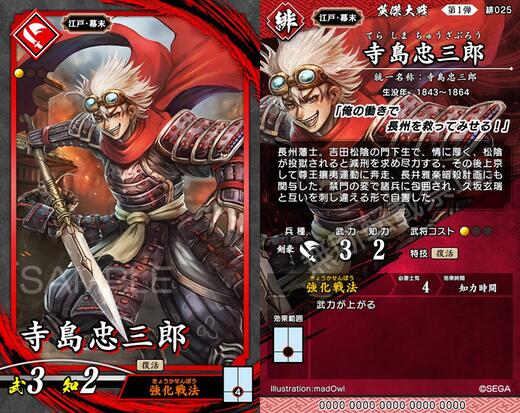 江戸・幕末
SAMPLE
寺島忠三郎
復活
武3 知2
きょうかせんぽう
強化戦法
4
緋
江戸・幕末
英傑大戦
第1弾
緋025
てら しま ちゅうざぶろう
寺島忠三郎
統一名称:寺島忠三郎
生没年:1843~1864
「俺の働きで
長州を救ってみせる!」
長州藩士。吉田松陰の門下生で、情に厚く、松陰
が投獄されると減刑を求め尽力する。その後上京
して尊王攘夷運動に奔走、長井雅楽暗殺計画にも
関与した。禁門の変で諸兵に包囲され、久坂玄瑞
と互いを刺し違える形で自害した。
兵種 武力 知力 武将コスト
剣豪 3 2 特技 復活
きょうかせんぽう 必要士気 効果時間
強化戦法 4 知力時間
武力が上がる
効果範囲
Illustration:madOwl
©SEGA
0000-0000-0000-0000-0000